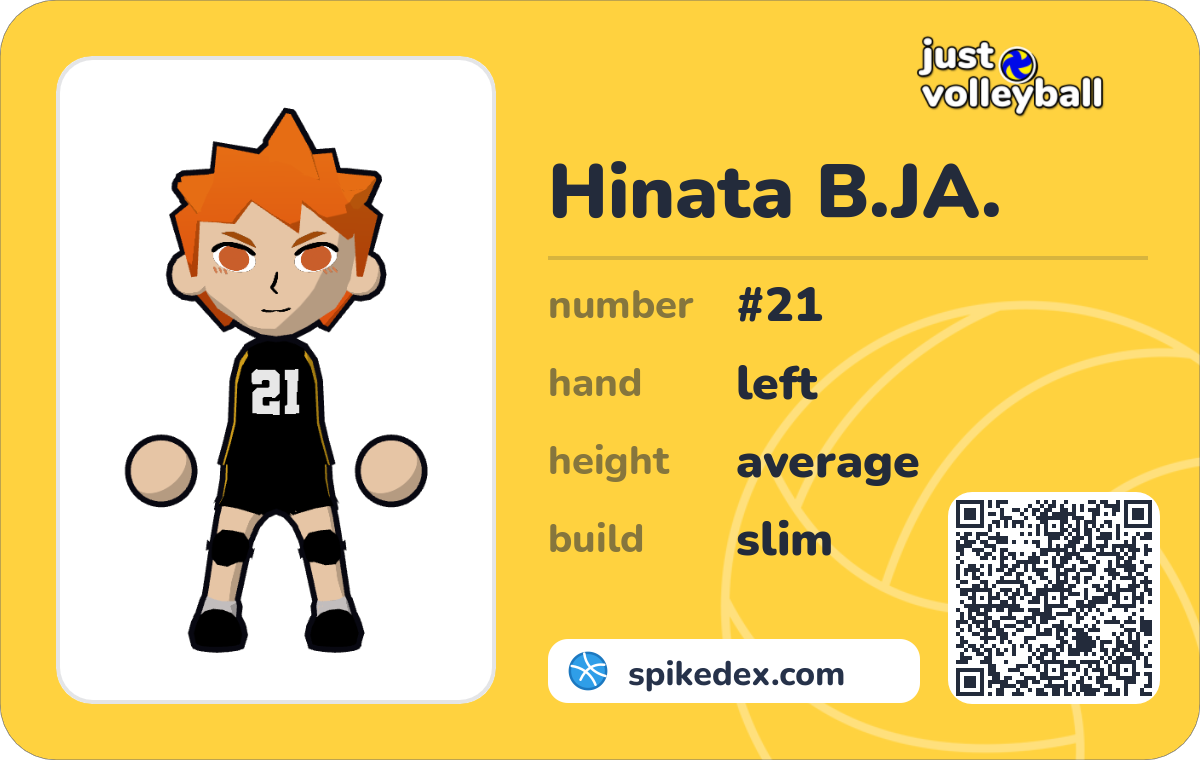 just
volleyball
Hinata B.JA.
number #21
hand left
height average
build slim
21
spikedex.com